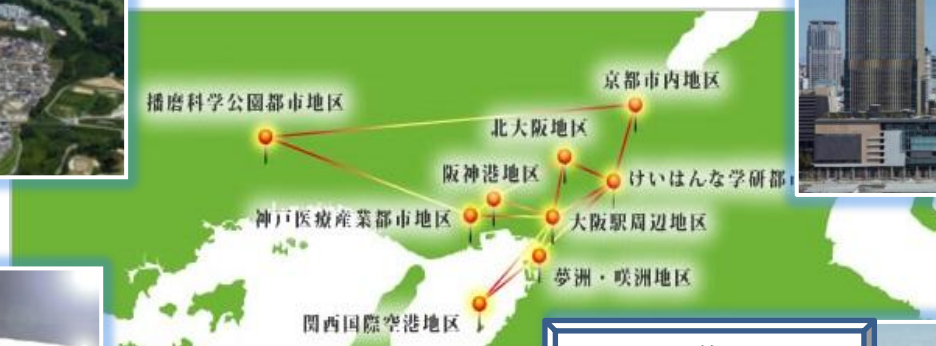 京都市内地区
播磨科学公園都市地区
北大阪地区
阪神港地区
けいはんな学研都
神戸医療産業都市地区
大阪駅周辺地区
夢洲・咲洲地区
関西国際空港地区